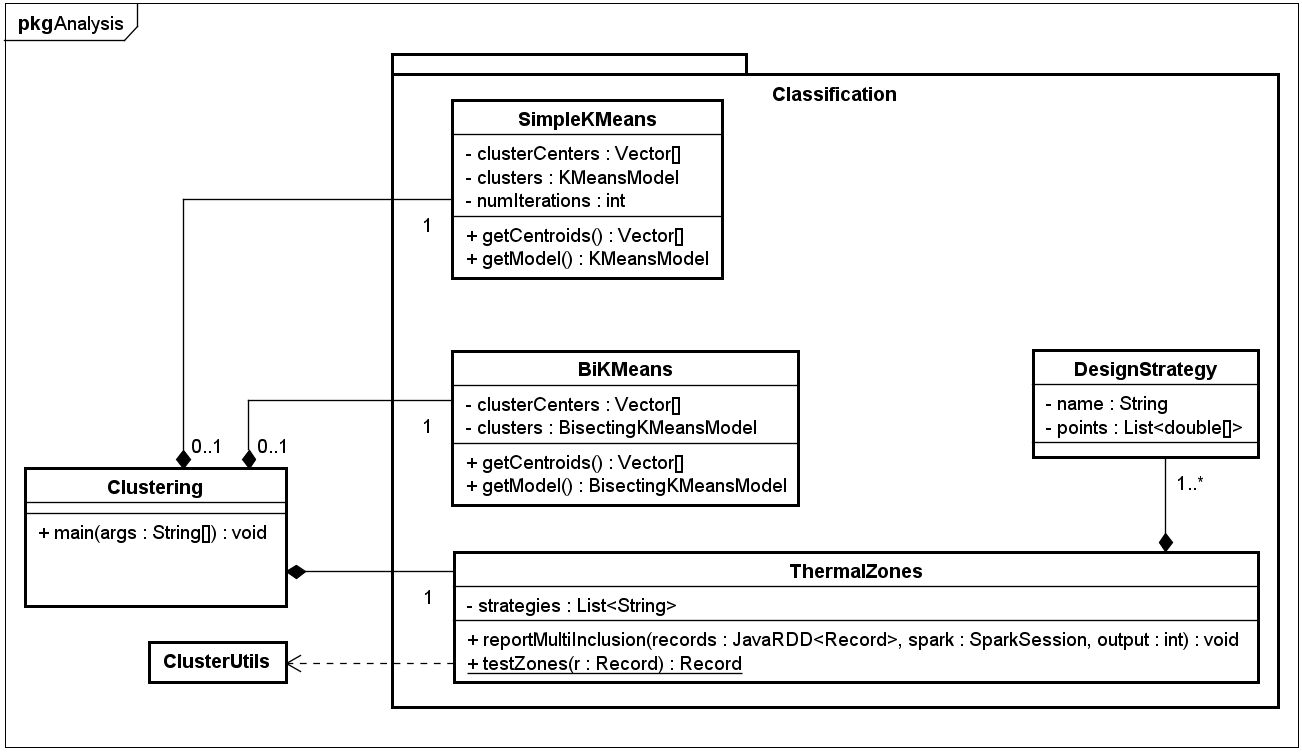 pkgAnalysis
Classification
SimpleKMeans
- clusterCenters : Vector[]
- clusters : KMeansModel
- numIterations : int
+ getCentroids() : Vector[]
+ getModel() : KMeansModel
1
BiKMeans
- clusterCenters : Vector[]
- clusters : BisectingKMeansModel
+ getCentroids() : Vector[]
+ getModel() : BisectingKMeansModel
1
DesignStrategy
- name : String
- points : List<double[]>
1..*
0..1
0..1
Clustering
+ main(args : String[]) : void
1
ThermalZones
- strategies : List<String>
+ reportMultiInclusion(records : JavaRDD<Record>, spark : SparkSession, output : int) : void
+ testZones(r : Record) : Record
ClusterUtils